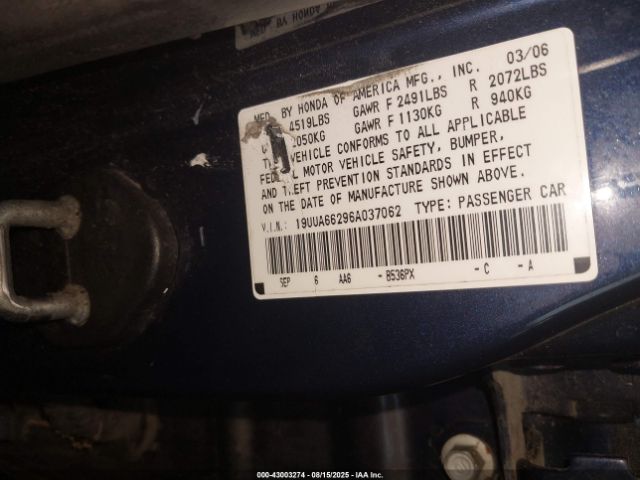 MFD. BY HONDA OF AMERICA MFG., INC. 03/06
4519LBS GAWR F 2491LBS R 2072LBS
2050KG GAWR F 1130KG R 940KG
VEHICLE CONFORMS TO ALL APPLICABLE
MOTOR VEHICLE SAFETY, BUMPER,
AND THEFT PREVENTION STANDARDS IN EFFECT
ON THE DATE OF MANUFACTURE SHOWN ABOVE.
V.I.N.: 19UUA66296A037062 TYPE: PASSENGER CAR
SEP 6 AA6 - B536PX - C - A
000-43003274 - 08/15/2025 - IAA Inc.